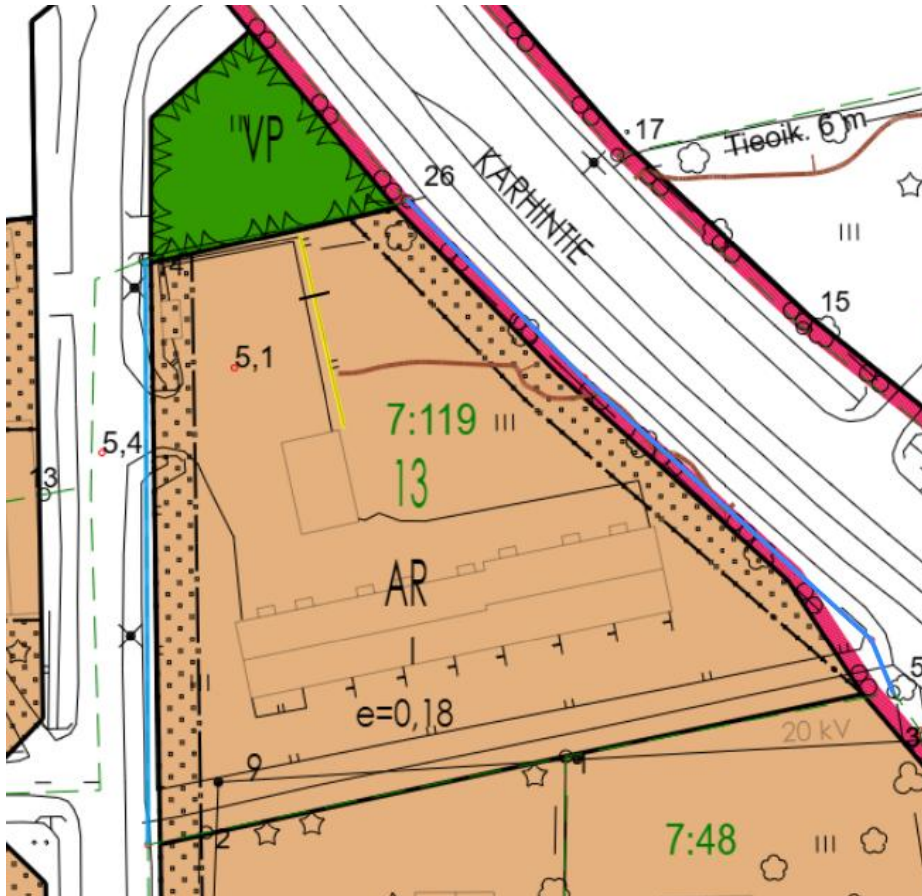 VP
26
KARHINTIE
17
Tieoik. 6 m
III
15
14
5,1
5,4
13
7:119 III
13
AR
I
e=0,18
20 kV
5
3
9
2
7:48
III